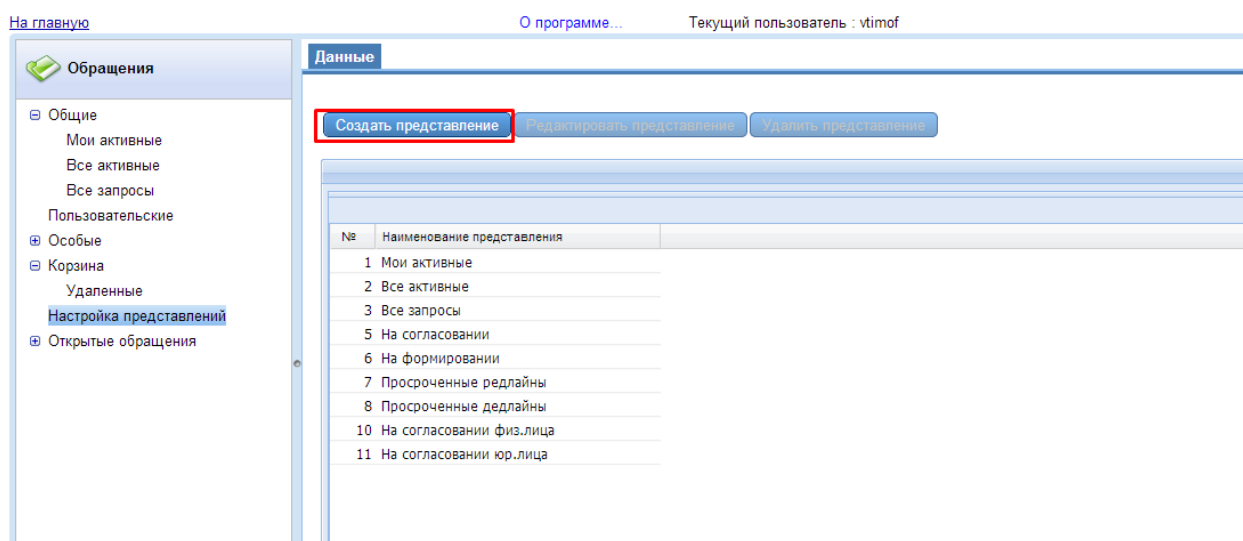 На главную
О программе...
Текущий пользователь : vtimof
Обращения
Общие
Мои активные
Все активные
Все запросы
Пользовательские
Особые
Корзина
Удаленные
Настройка представлений
Открытые обращения
Данные
Создать представление Редактировать представление Удалить представление
№ Наименование представления
1 Мои активные
2 Все активные
3 Все запросы
5 На согласовании
6 На формировании
7 Просроченные редлайны
8 Просроченные дедлайны
10 На согласовании физ.лица
11 На согласовании юр.лица